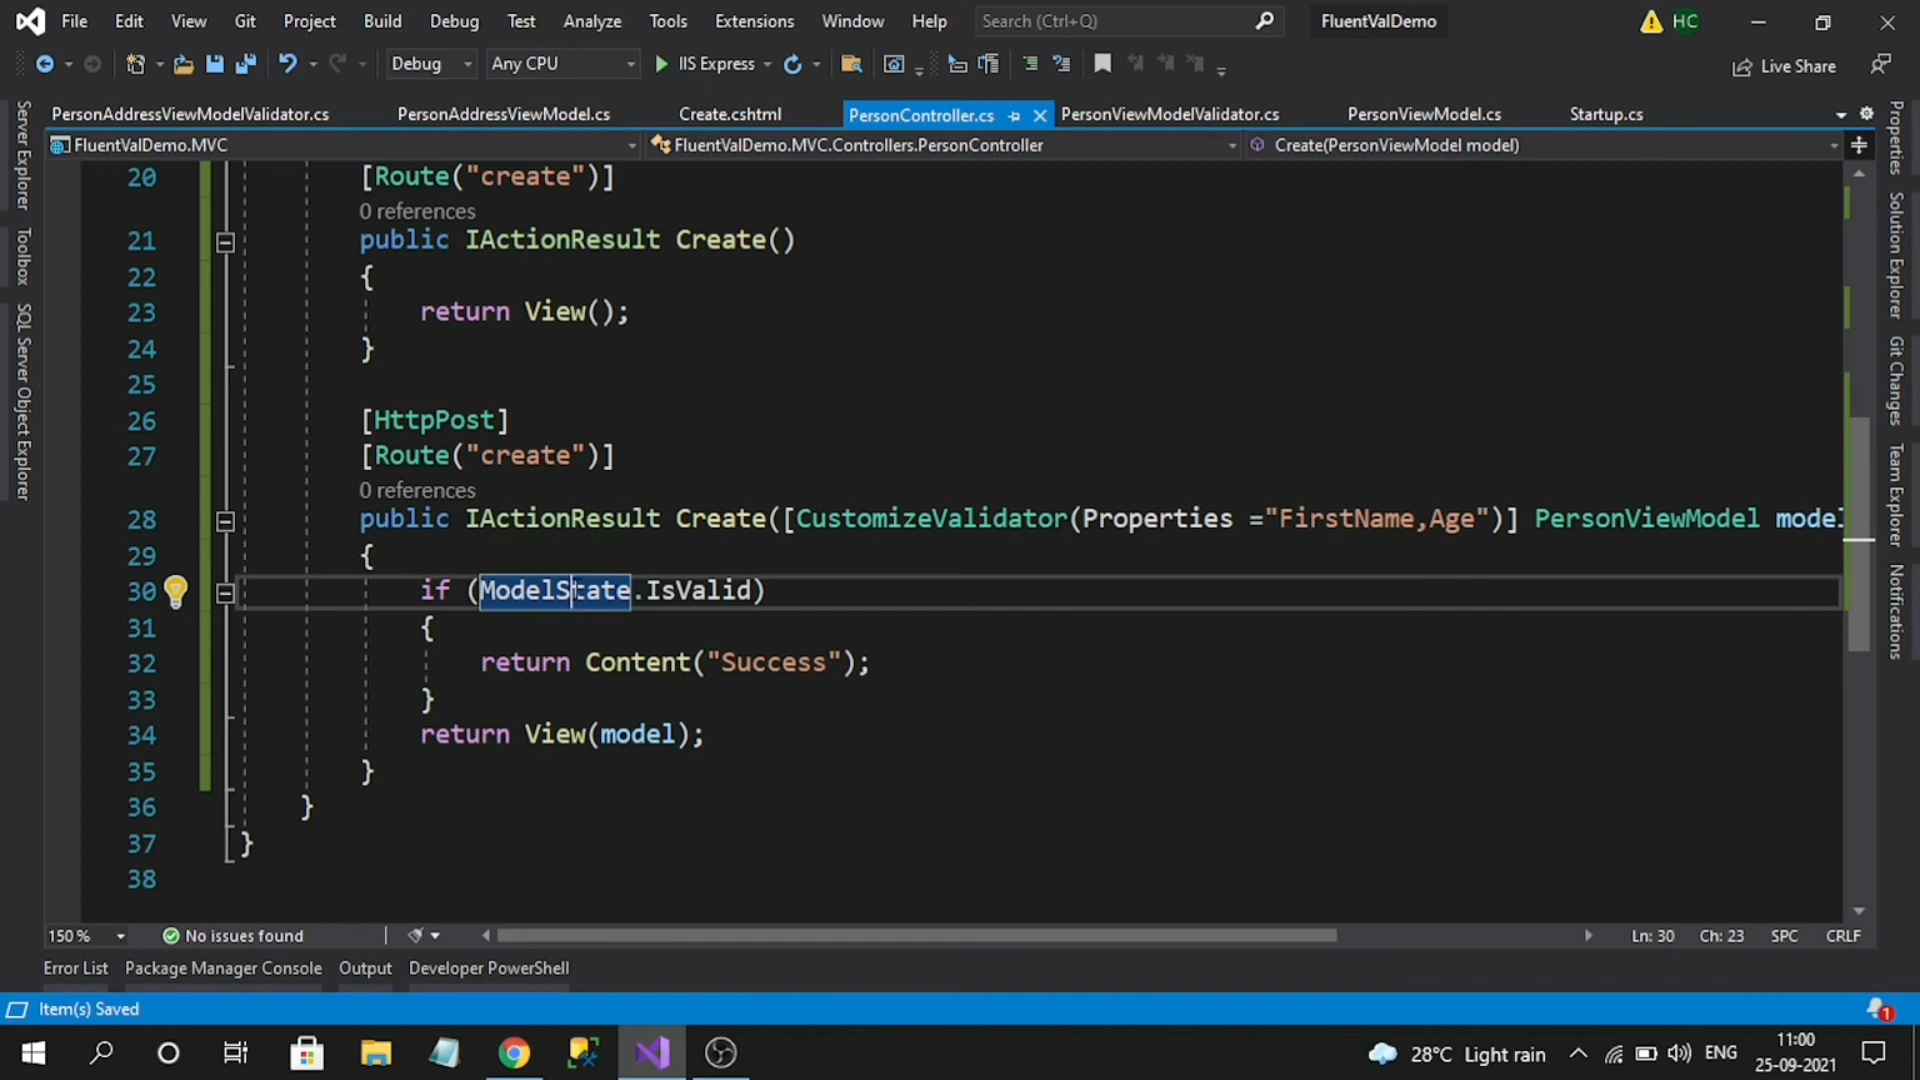 File Edit View Git Project Build Debug Test Analyze Tools Extensions Window Help Search (Ctrl+Q) FluentValDemo HC
Debug Any CPU IIS Express Live Share
PersonAddressViewModelValidator.cs PersonAddressViewModel.cs Create.cshtml PersonController.cs PersonViewModelValidator.cs PersonViewModel.cs Startup.cs
FluentValDemo.MVC FluentValDemo.MVC.Controllers.PersonController Create(PersonViewModel model)
Server Explorer
Toolbox
SQL Server Object Explorer
20 [Route("create")]
0 references
21 public IActionResult Create()
22 {
23 return View();
24 }
25
26 [HttpPost]
27 [Route("create")]
0 references
28 public IActionResult Create([CustomizeValidator(Properties ="FirstName,Age")] PersonViewModel model
29 {
30 if (ModelState.IsValid)
31 {
32 return Content("Success");
33 }
34 return View(model);
35 }
36 }
37 }
38
Properties
Solution Explorer
Git Changes
Team Explorer
Notifications
150 % No issues found Ln: 30 Ch: 23 SPC CRLF
Error List Package Manager Console Output Developer PowerShell
Item(s) Saved 1
28°C Light rain ENG 11:00
25-09-2021